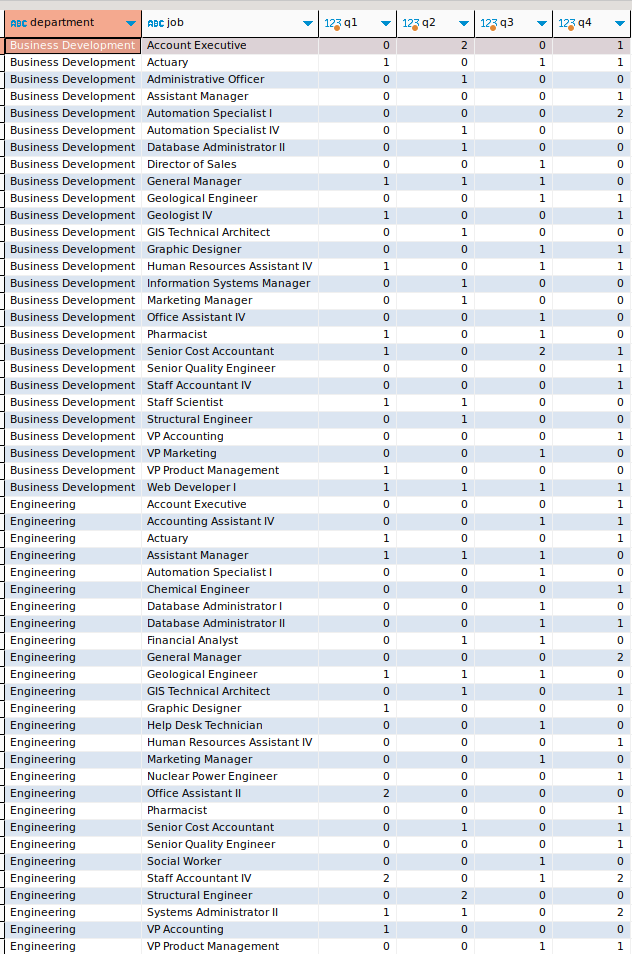 ABC department ABC job 123 q1 123 q2 123 q3 123 q4
Business Development Account Executive 0 2 0 1
Business Development Actuary 1 0 1 1
Business Development Administrative Officer 0 1 0 0
Business Development Assistant Manager 0 0 0 1
Business Development Automation Specialist I 0 0 0 2
Business Development Automation Specialist IV 0 1 0 0
Business Development Database Administrator II 0 1 0 0
Business Development Director of Sales 0 0 1 0
Business Development General Manager 1 1 1 0
Business Development Geological Engineer 0 0 1 1
Business Development Geologist IV 1 0 0 1
Business Development GIS Technical Architect 0 1 0 0
Business Development Graphic Designer 0 0 1 1
Business Development Human Resources Assistant IV 1 0 1 1
Business Development Information Systems Manager 0 1 0 0
Business Development Marketing Manager 0 1 0 0
Business Development Office Assistant IV 0 0 1 0
Business Development Pharmacist 1 0 1 0
Business Development Senior Cost Accountant 1 0 2 1
Business Development Senior Quality Engineer 0 0 0 1
Business Development Staff Accountant IV 0 0 0 1
Business Development Staff Scientist 1 1 0 0
Business Development Structural Engineer 0 1 0 0
Business Development VP Accounting 0 0 0 1
Business Development VP Marketing 0 0 1 0
Business Development VP Product Management 1 0 0 0
Business Development Web Developer I 1 1 1 1
Engineering Account Executive 0 0 0 1
Engineering Accounting Assistant IV 0 0 1 1
Engineering Actuary 1 0 0 1
Engineering Assistant Manager 1 1 1 0
Engineering Automation Specialist I 0 0 1 0
Engineering Chemical Engineer 0 0 0 1
Engineering Database Administrator I 0 0 1 0
Engineering Database Administrator II 0 0 1 1
Engineering Financial Analyst 0 1 1 0
Engineering General Manager 0 0 0 2
Engineering Geological Engineer 1 1 1 0
Engineering GIS Technical Architect 0 1 0 1
Engineering Graphic Designer 1 0 0 0
Engineering Help Desk Technician 0 0 1 0
Engineering Human Resources Assistant IV 0 0 0 1
Engineering Marketing Manager 0 0 1 0
Engineering Nuclear Power Engineer 0 0 0 1
Engineering Office Assistant II 2 0 0 0
Engineering Pharmacist 0 0 0 1
Engineering Senior Cost Accountant 0 1 0 1
Engineering Senior Quality Engineer 0 0 0 1
Engineering Social Worker 0 0 1 0
Engineering Staff Accountant IV 2 0 1 2
Engineering Structural Engineer 0 2 0 0
Engineering Systems Administrator II 1 1 0 2
Engineering VP Accounting 1 0 0 0
Engineering VP Product Management 0 0 1 1